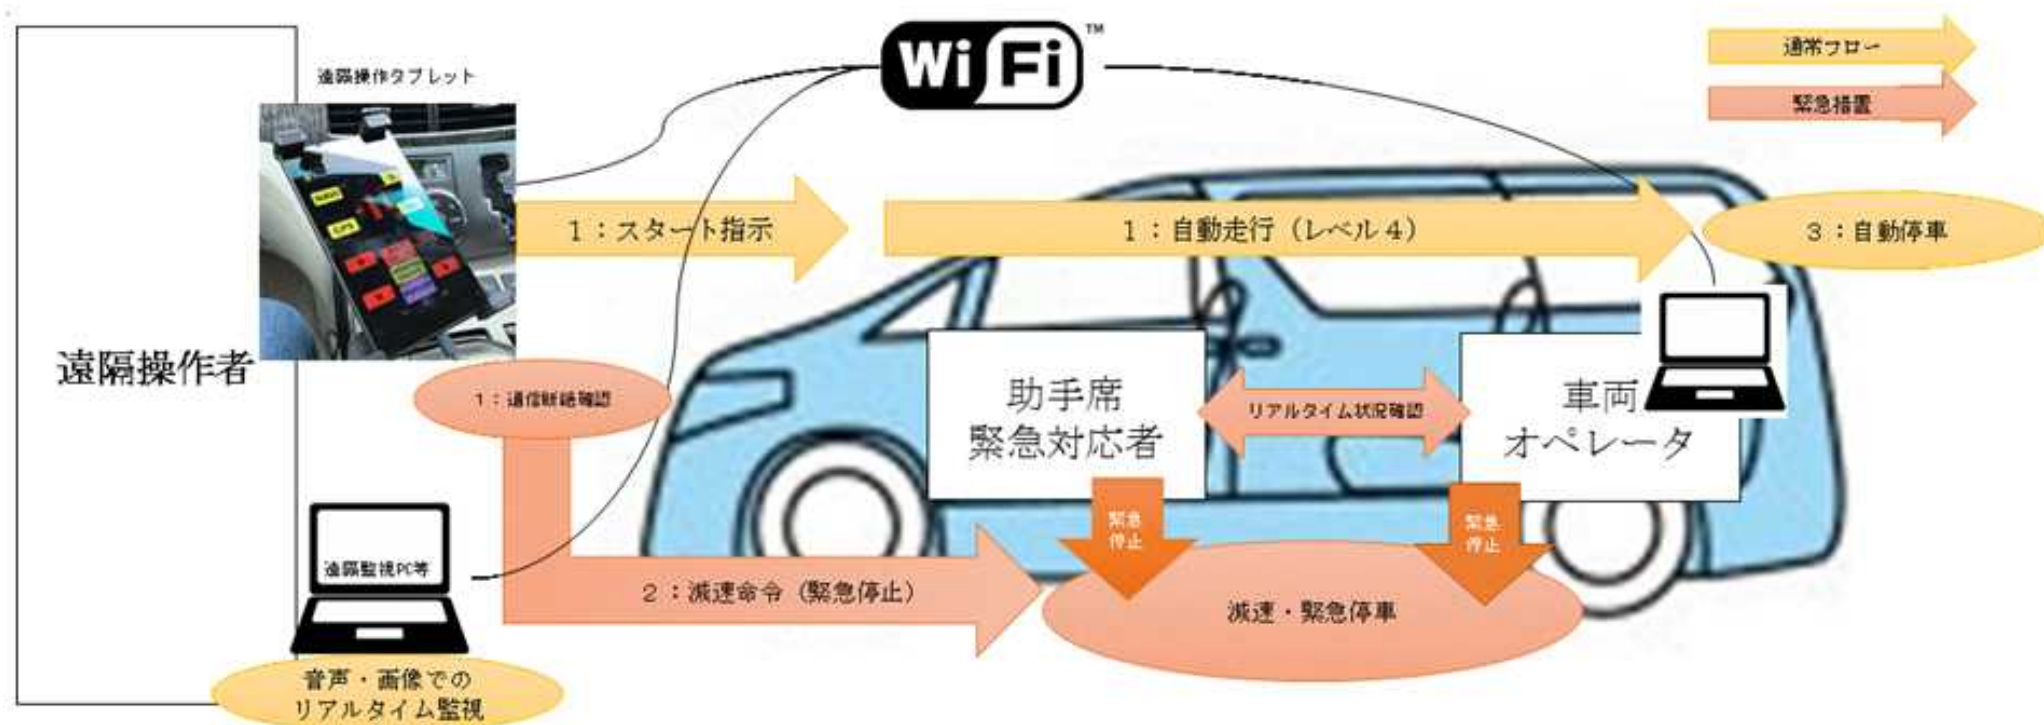 遠隔操作タブレット
Wi Fi
TM
通常フロー
緊急措置
1：スタート指示
1：自動走行（レベル4）
3：自動停車
遠隔操作者
1：通信断絶確認
助手席
緊急対応者
リアルタイム状況確認
車両
オペレータ
緊急
停止
緊急
停止
遠隔監視PC等
2：減速命令（緊急停止）
減速・緊急停車
音声・画像での
リアルタイム監視